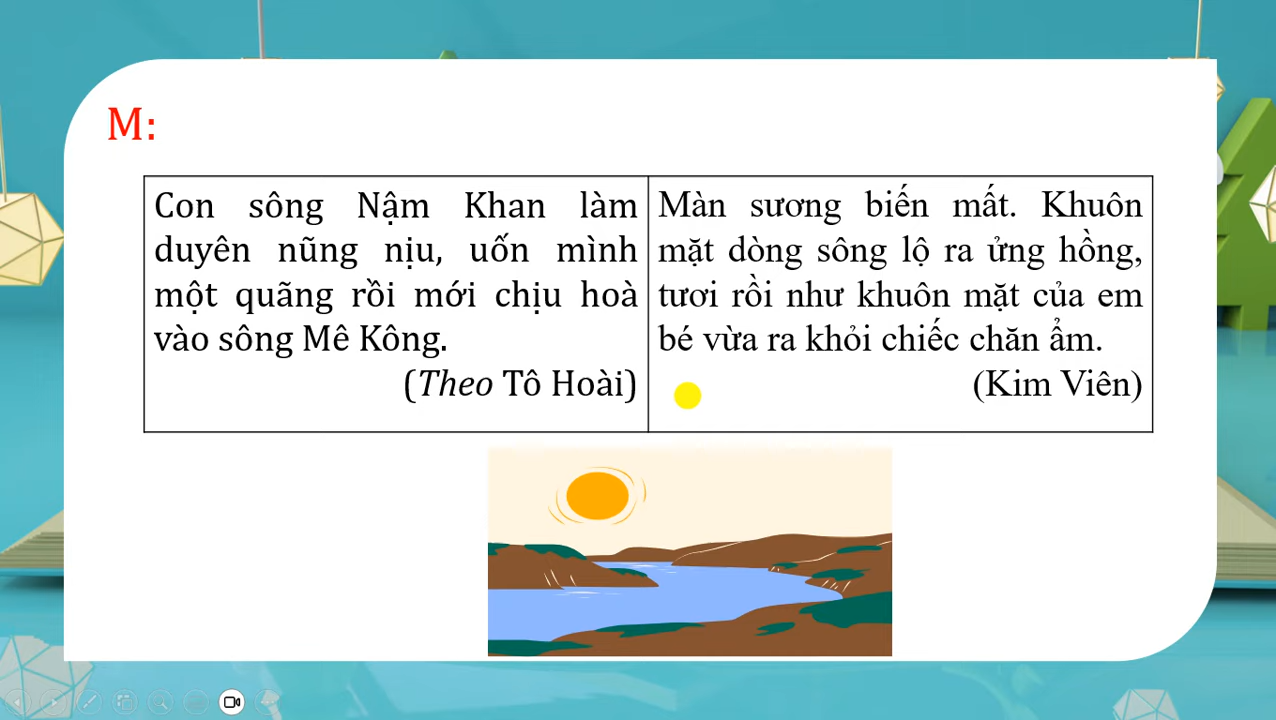 M:
Con sông Nậm Khan làm
duyên nũng nịu, uốn mình
một quãng rồi mới chịu hoà
vào sông Mê Kông.
(Theo Tô Hoài)
Màn sương biến mất. Khuôn
mặt dòng sông lộ ra ửng hồng,
tươi rồi như khuôn mặt của em
bé vừa ra khỏi chiếc chăn ẩm.
(Kim Viên)